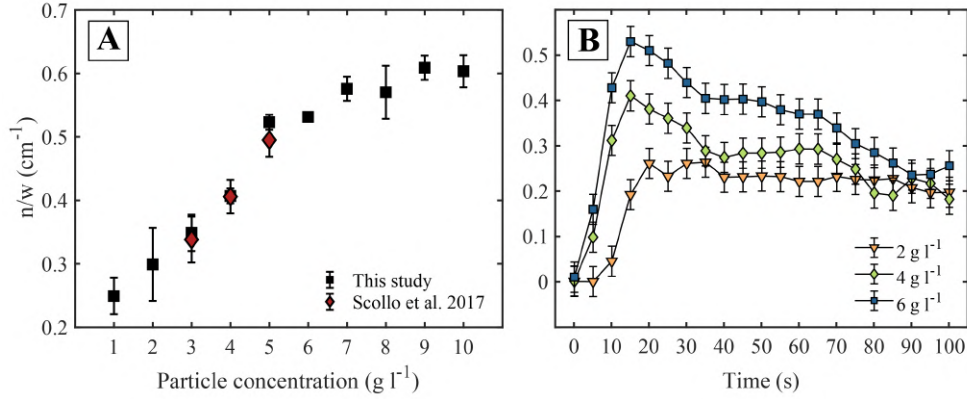 A
n/w (cm⁻¹)
0.7
0.6
0.5
0.4
0.3
0.2
This study
Scollo et al. 2017
1 2 3 4 5 6 7 8 9 10
Particle concentration (g l⁻¹)
B
0.5
0.4
0.3
0.2
0.1
0
2 g l⁻¹
4 g l⁻¹
6 g l⁻¹
0 10 20 30 40 50 60 70 80 90 100
Time (s)